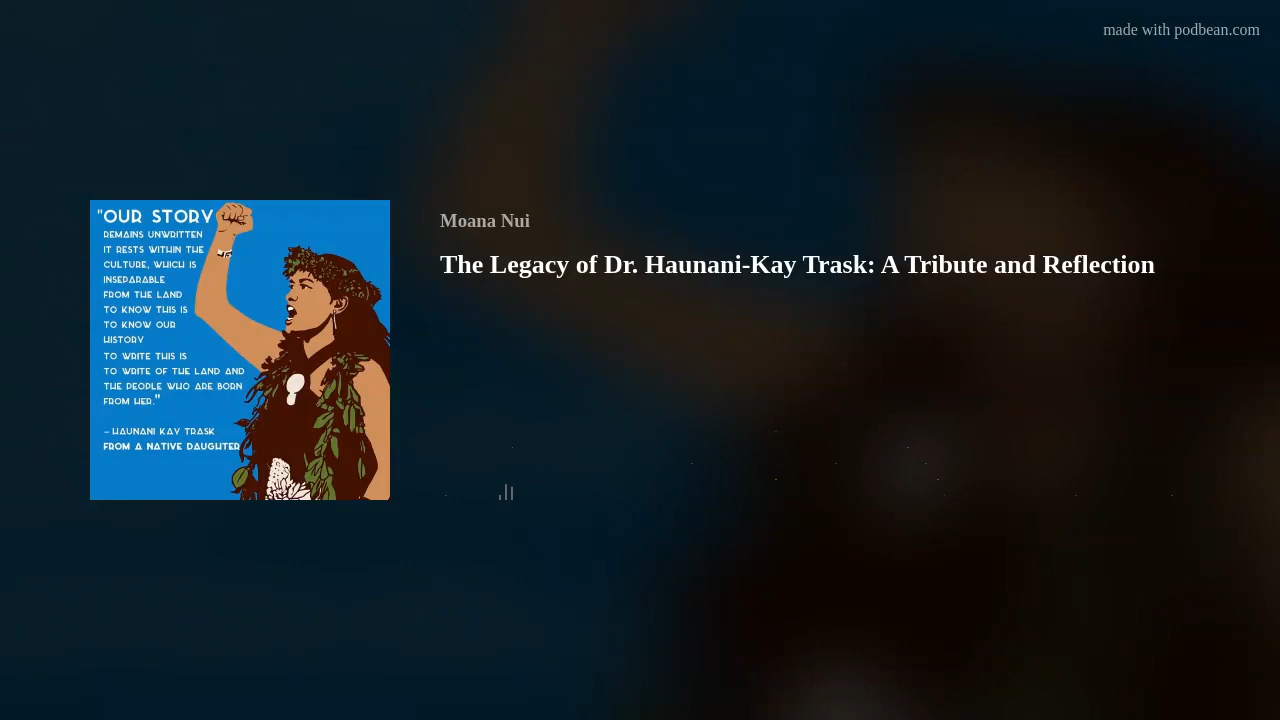 made with podbean.com
"OUR STORY
REMAINS UNWRITTEN
IT RESTS WITHIN THE
CULTURE, WHICH IS
INSEPARABLE
FROM THE LAND
TO KNOW THIS IS
TO KNOW OUR
HISTORY
TO WRITE THIS IS
TO WRITE OF THE LAND AND
THE PEOPLE WHO ARE BORN
FROM HER."
– HAUNANI KAY TRASK
FROM A NATIVE DAUGHTER
Moana Nui
The Legacy of Dr. Haunani-Kay Trask: A Tribute and Reflection